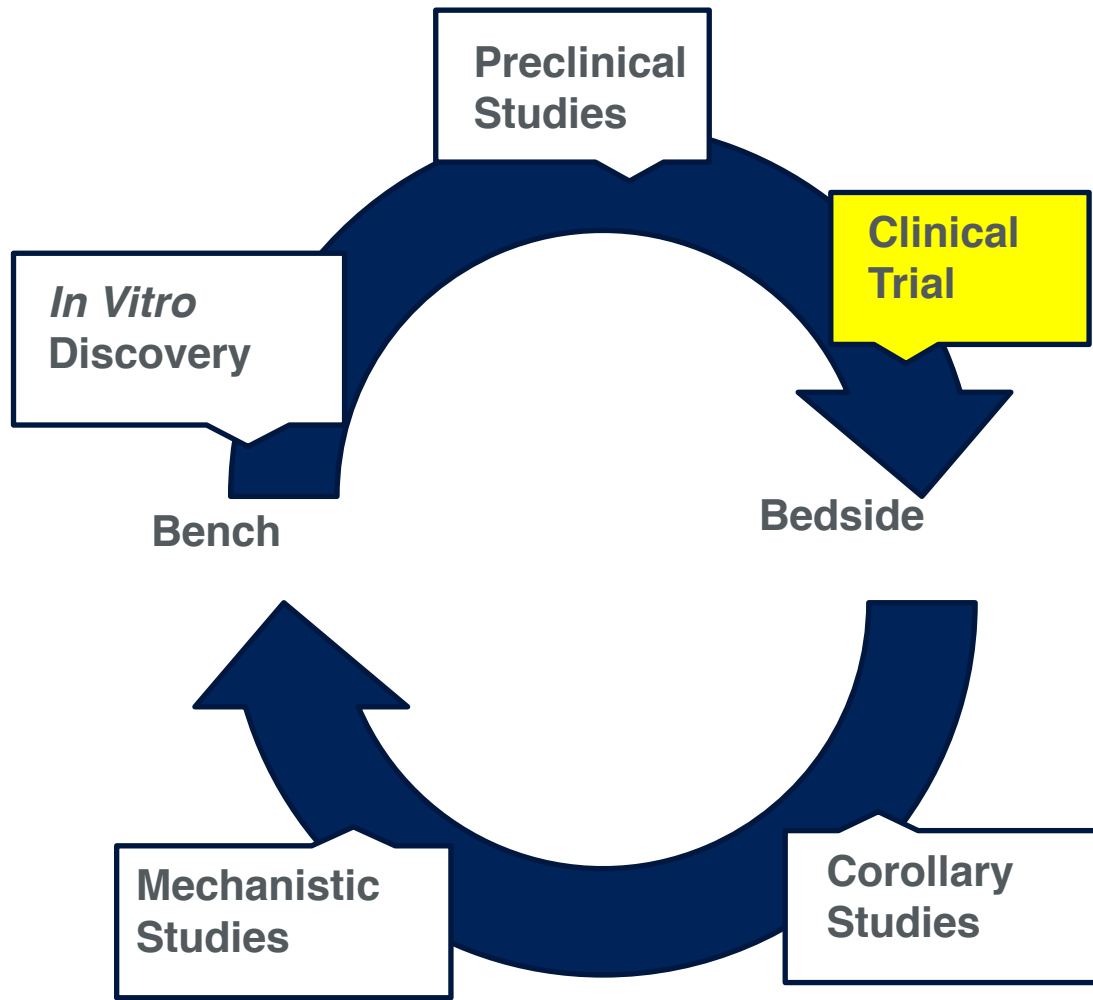 Preclinical
Studies
Clinical
Trial
In Vitro
Discovery
Bench
Bedside
Mechanistic
Studies
Corollary
Studies